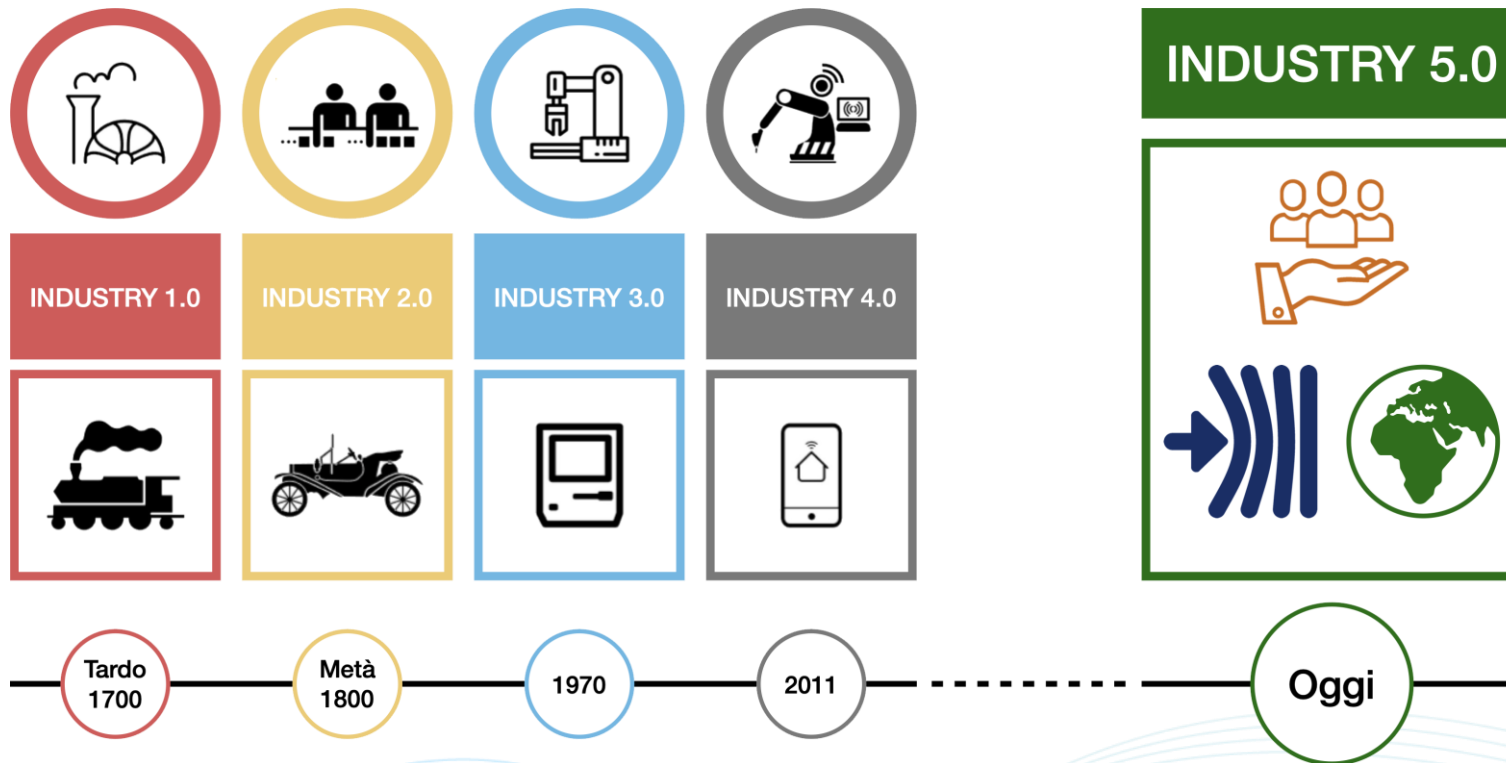 INDUSTRY 5.0
INDUSTRY 1.0
INDUSTRY 2.0
INDUSTRY 3.0
INDUSTRY 4.0
Tardo
1700
Metà
1800
1970
2011
Oggi